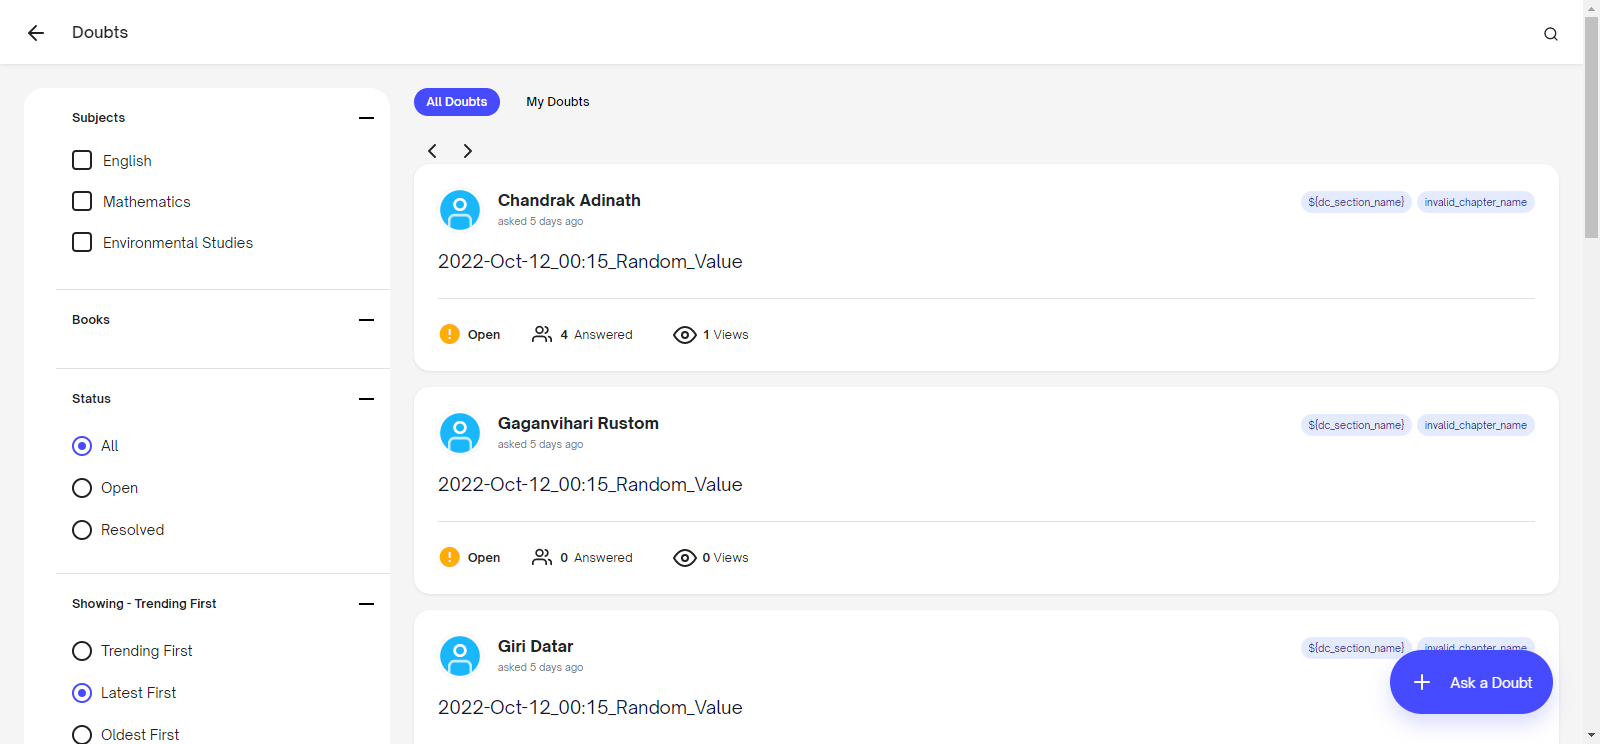 Doubts
Subjects
English
Mathematics
Environmental Studies
Books
Status
All
Open
Resolved
Showing - Trending First
Trending First
Latest First
Oldest First
All Doubts My Doubts
Chandrak Adinath
asked 5 days ago
${dc_section_name} invalid_chapter_name
2022-Oct-12_00:15_Random_Value
Open 4 Answered 1 Views
Gaganvihari Rustom
asked 5 days ago
${dc_section_name} invalid_chapter_name
2022-Oct-12_00:15_Random_Value
Open 0 Answered 0 Views
Giri Datar
asked 5 days ago
${dc_section_name} invalid_chapter_name
2022-Oct-12_00:15_Random_Value
Ask a Doubt